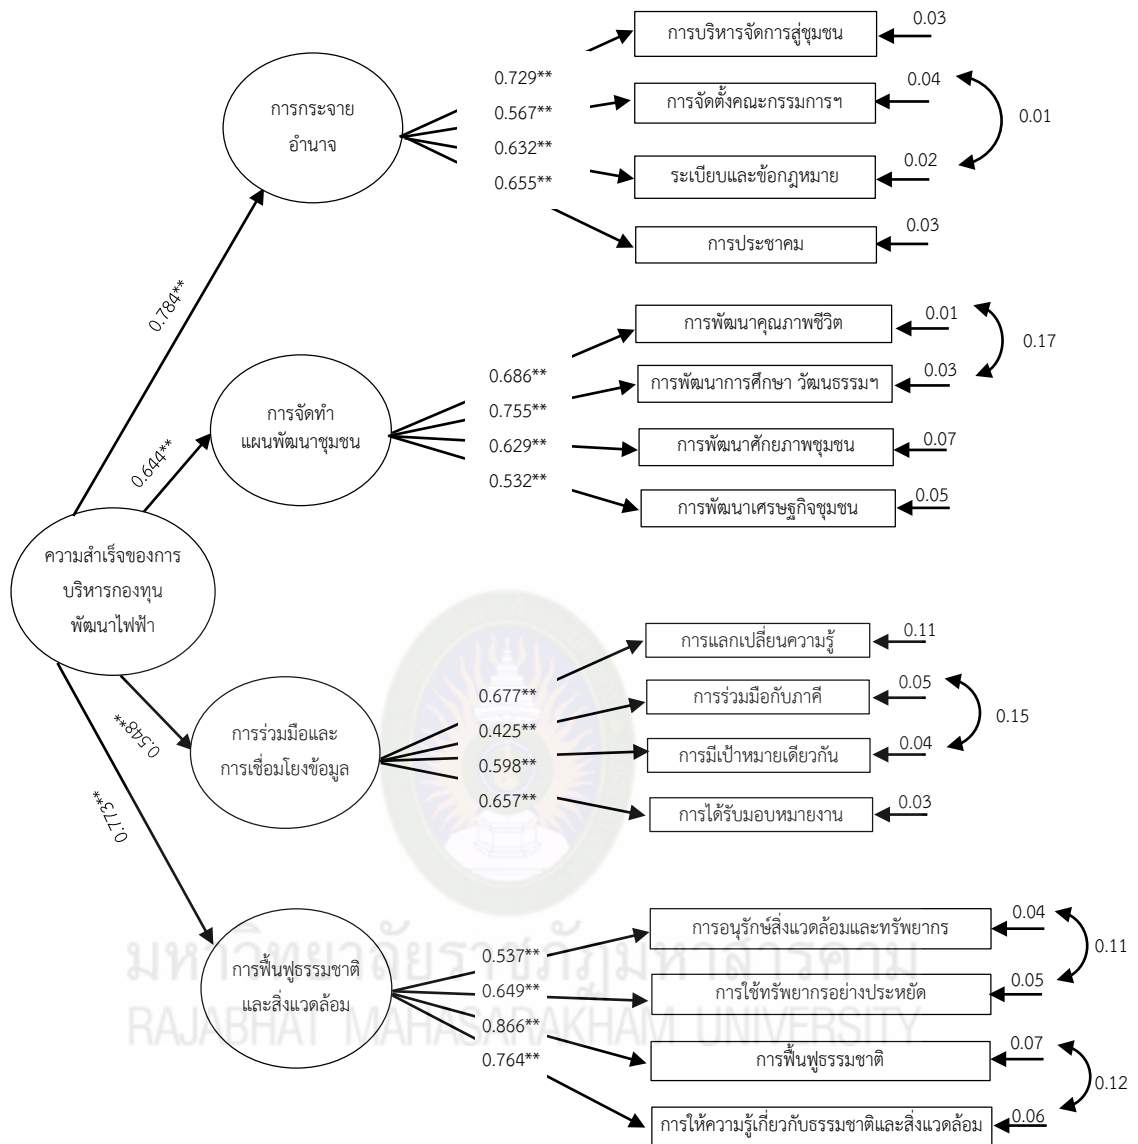 การบริหารจัดการสู่ชุมชน
0.03
0.729**
การกระจาย
อำนาจ
0.567**
การจัดตั้งคณะกรรมการฯ
0.04
0.01
0.632**
ระเบียบและข้อกฎหมาย
0.02
0.655**
การประชาคม
0.03
0.784**
การพัฒนาคุณภาพชีวิต
0.01
0.17
0.686**
การพัฒนาการศึกษา วัฒนธรรมฯ
0.03
0.755**
การจัดทำ
แผนพัฒนาชุมชน
0.629**
การพัฒนาศักยภาพชุมชน
0.07
0.532**
การพัฒนาเศรษฐกิจชุมชน
0.05
0.644**
ความสำเร็จของการ
บริหารกองทุน
พัฒนาไฟฟ้า
การแลกเปลี่ยนความรู้
0.11
0.677**
การร่วมมือกับภาคี
0.05
0.15
0.425**
การร่วมมือและ
การเชื่อมโยงข้อมูล
0.598**
การมีเป้าหมายเดียวกัน
0.04
0.657**
การได้รับมอบหมายงาน
0.03
0.548**
0.773**
การอนุรักษ์สิ่งแวดล้อมและทรัพยากร
0.04
0.11
0.537**
การฟื้นฟูธรรมชาติ
และสิ่งแวดล้อม
0.649**
การใช้ทรัพยากรอย่างประหยัด
0.05
0.866**
การฟื้นฟูธรรมชาติ
0.07
0.12
0.764**
การให้ความรู้เกี่ยวกับธรรมชาติและสิ่งแวดล้อม
0.06
มหาวิทยาลัยราชภัฏมหาสารคาม
RAJABHAT MAHASARAKHAM UNIVERSITY